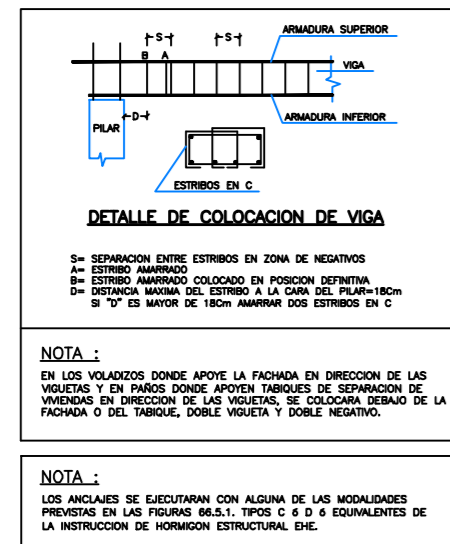 ARMADURA SUPERIOR
S S
B A
VIGA
D
PILAR
ARMADURA INFERIOR
ESTRIBOS EN C
DETALLE DE COLOCACION DE VIGA
S= SEPARACION ENTRE ESTRIBOS EN ZONA DE NEGATIVOS
A= ESTRIBO AMARRADO
B= ESTRIBO AMARRADO COLOCADO EN POSICION DEFINITIVA
D= DISTANCIA MAXIMA DEL ESTRIBO A LA CARA DEL PILAR=18Cm
SI "D" ES MAYOR DE 18Cm AMARRAR DOS ESTRIBOS EN C
NOTA :
EN LOS VOLADIZOS DONDE APOYE LA FACHADA EN DIRECCION DE LAS
VIGUETAS Y EN PAÑOS DONDE APOYEN TABIQUES DE SEPARACION DE
VIVIENDAS EN DIRECCION DE LAS VIGUETAS, SE COLOCARA DEBAJO DE LA
FACHADA O DEL TABIQUE, DOBLE VIGUETA Y DOBLE NEGATIVO.
NOTA :
LOS ANCLAJES SE EJECUTARAN CON ALGUNA DE LAS MODALIDADES
PREVISTAS EN LAS FIGURAS 66.5.1. TIPOS C ó D ó EQUIVALENTES DE
LA INSTRUCCION DE HORMIGON ESTRUCTURAL EHE.